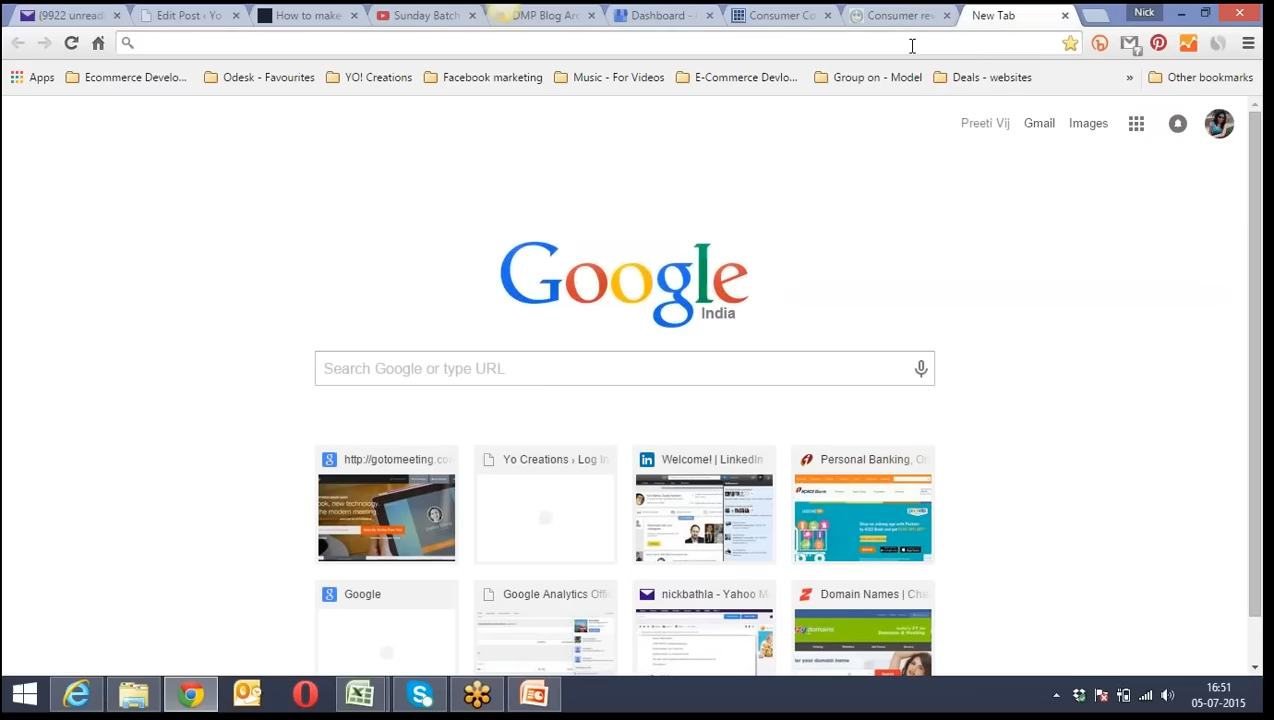 (9922 unread
Edit Post ‹ Yo
How to make
Sunday Batch
DMP Blog Arc
Dashboard -
Consumer Co
Consumer rev
New Tab
Nick
Apps
Ecommerce Develo...
Odesk - Favourites
YO! Creations
Facebook marketing
Music - For Videos
E-Commerce Devlo...
Group on - Model
Deals - websites
»
Other bookmarks
Preeti Vij
Gmail
Images
Google
India
Search Google or type URL
http://gotomeeting.co
Yo Creations › Log In
Welcome! | LinkedIn
Personal Banking, On
Google
Google Analytics Offi
nickbathla - Yahoo M
Domain Names | Cha
16:51
05-07-2015